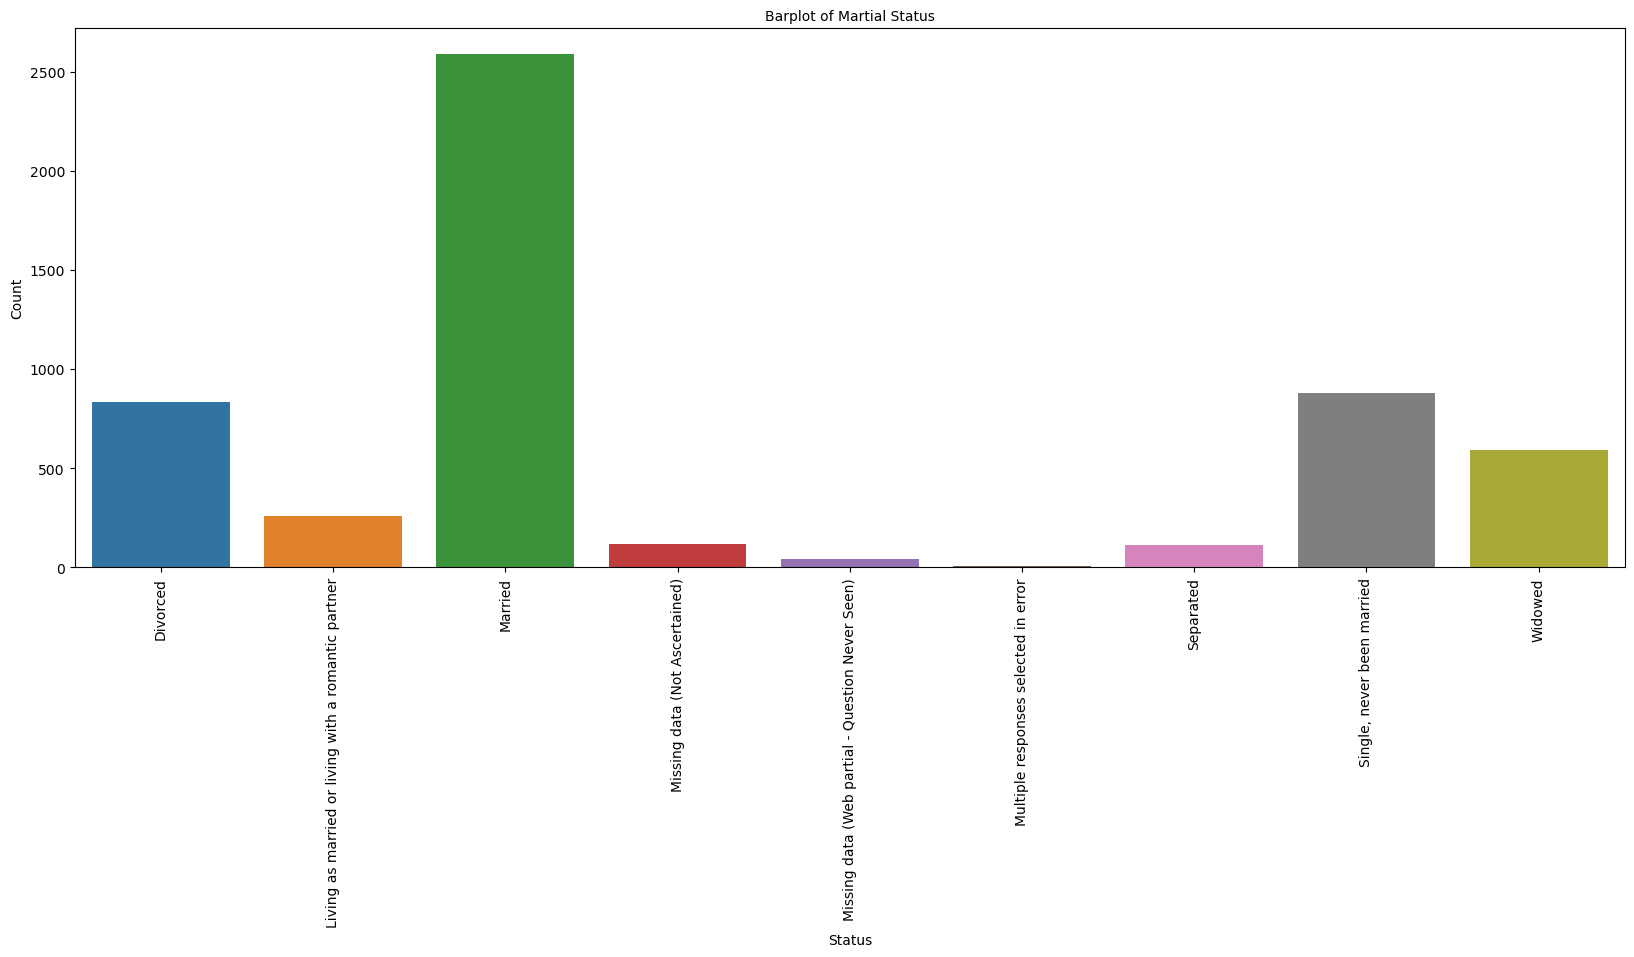 Barplot of Martial Status
2500
2000
1500
1000
500
0
Count
Divorced
Living as married or living with a romantic partner
Married
Missing data (Not Ascertained)
Missing data (Web partial - Question Never Seen)
Multiple responses selected in error
Separated
Single, never been married
Widowed
Status